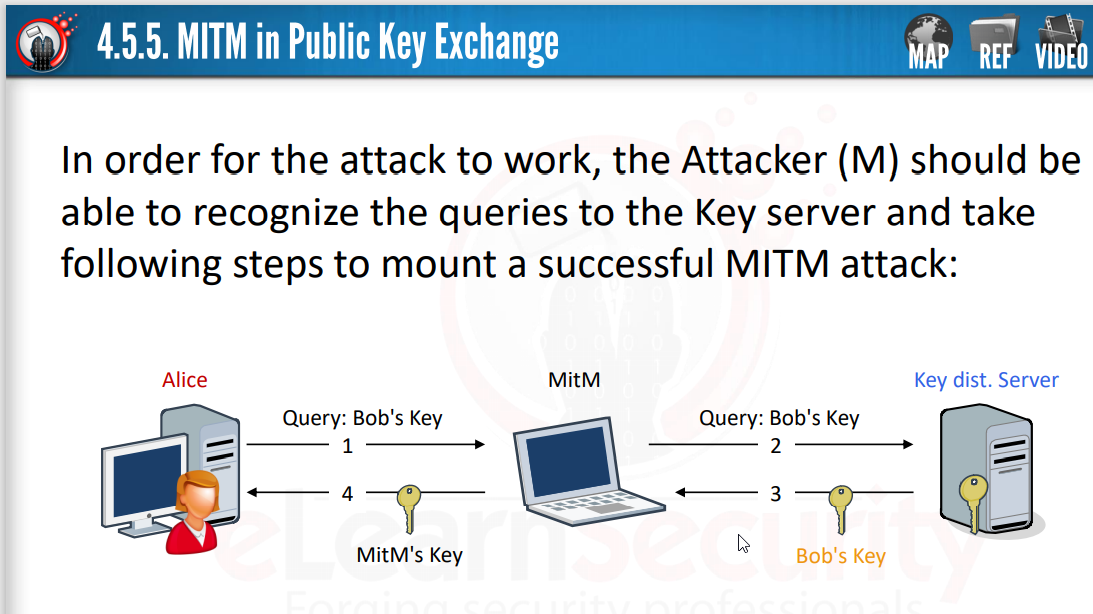 4.5.5. MITM in Public Key Exchange
MAP REF VIDEO
In order for the attack to work, the Attacker (M) should be
able to recognize the queries to the Key server and take
following steps to mount a successful MITM attack:
Alice
MitM
Key dist. Server
Query: Bob's Key
Query: Bob's Key
1
2
4
3
MitM's Key
Bob's Key
eLearnSecurity
Forging security professionals